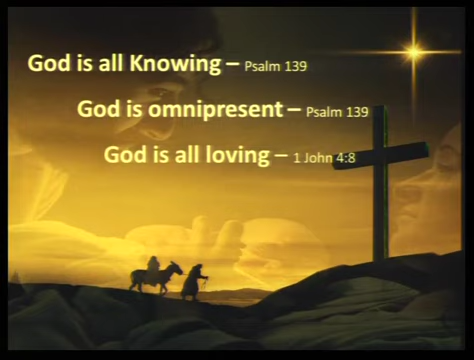 God is all Knowing – Psalm 139
God is omnipresent – Psalm 139
God is all loving – 1 John 4:8